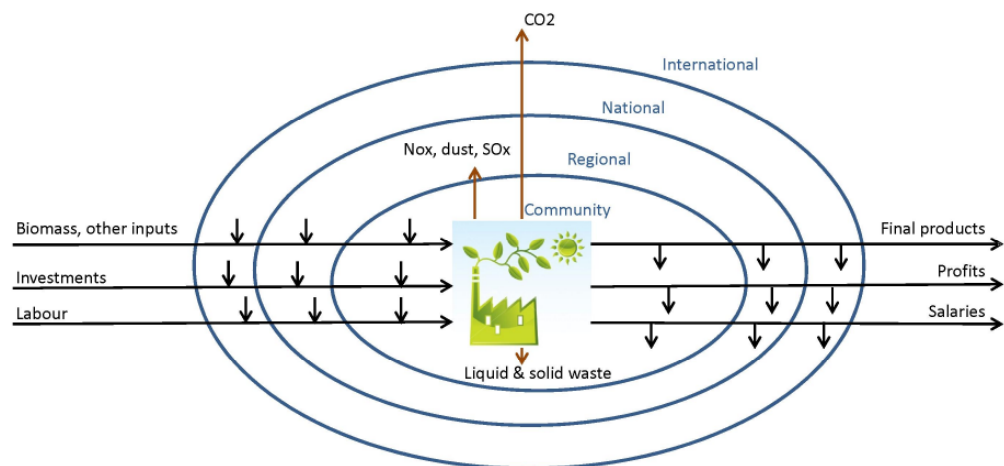 CO2
International
National
Nox, dust, SOx
Regional
Community
Biomass, other inputs
Final products
Investments
Profits
Labour
Salaries
Liquid & solid waste